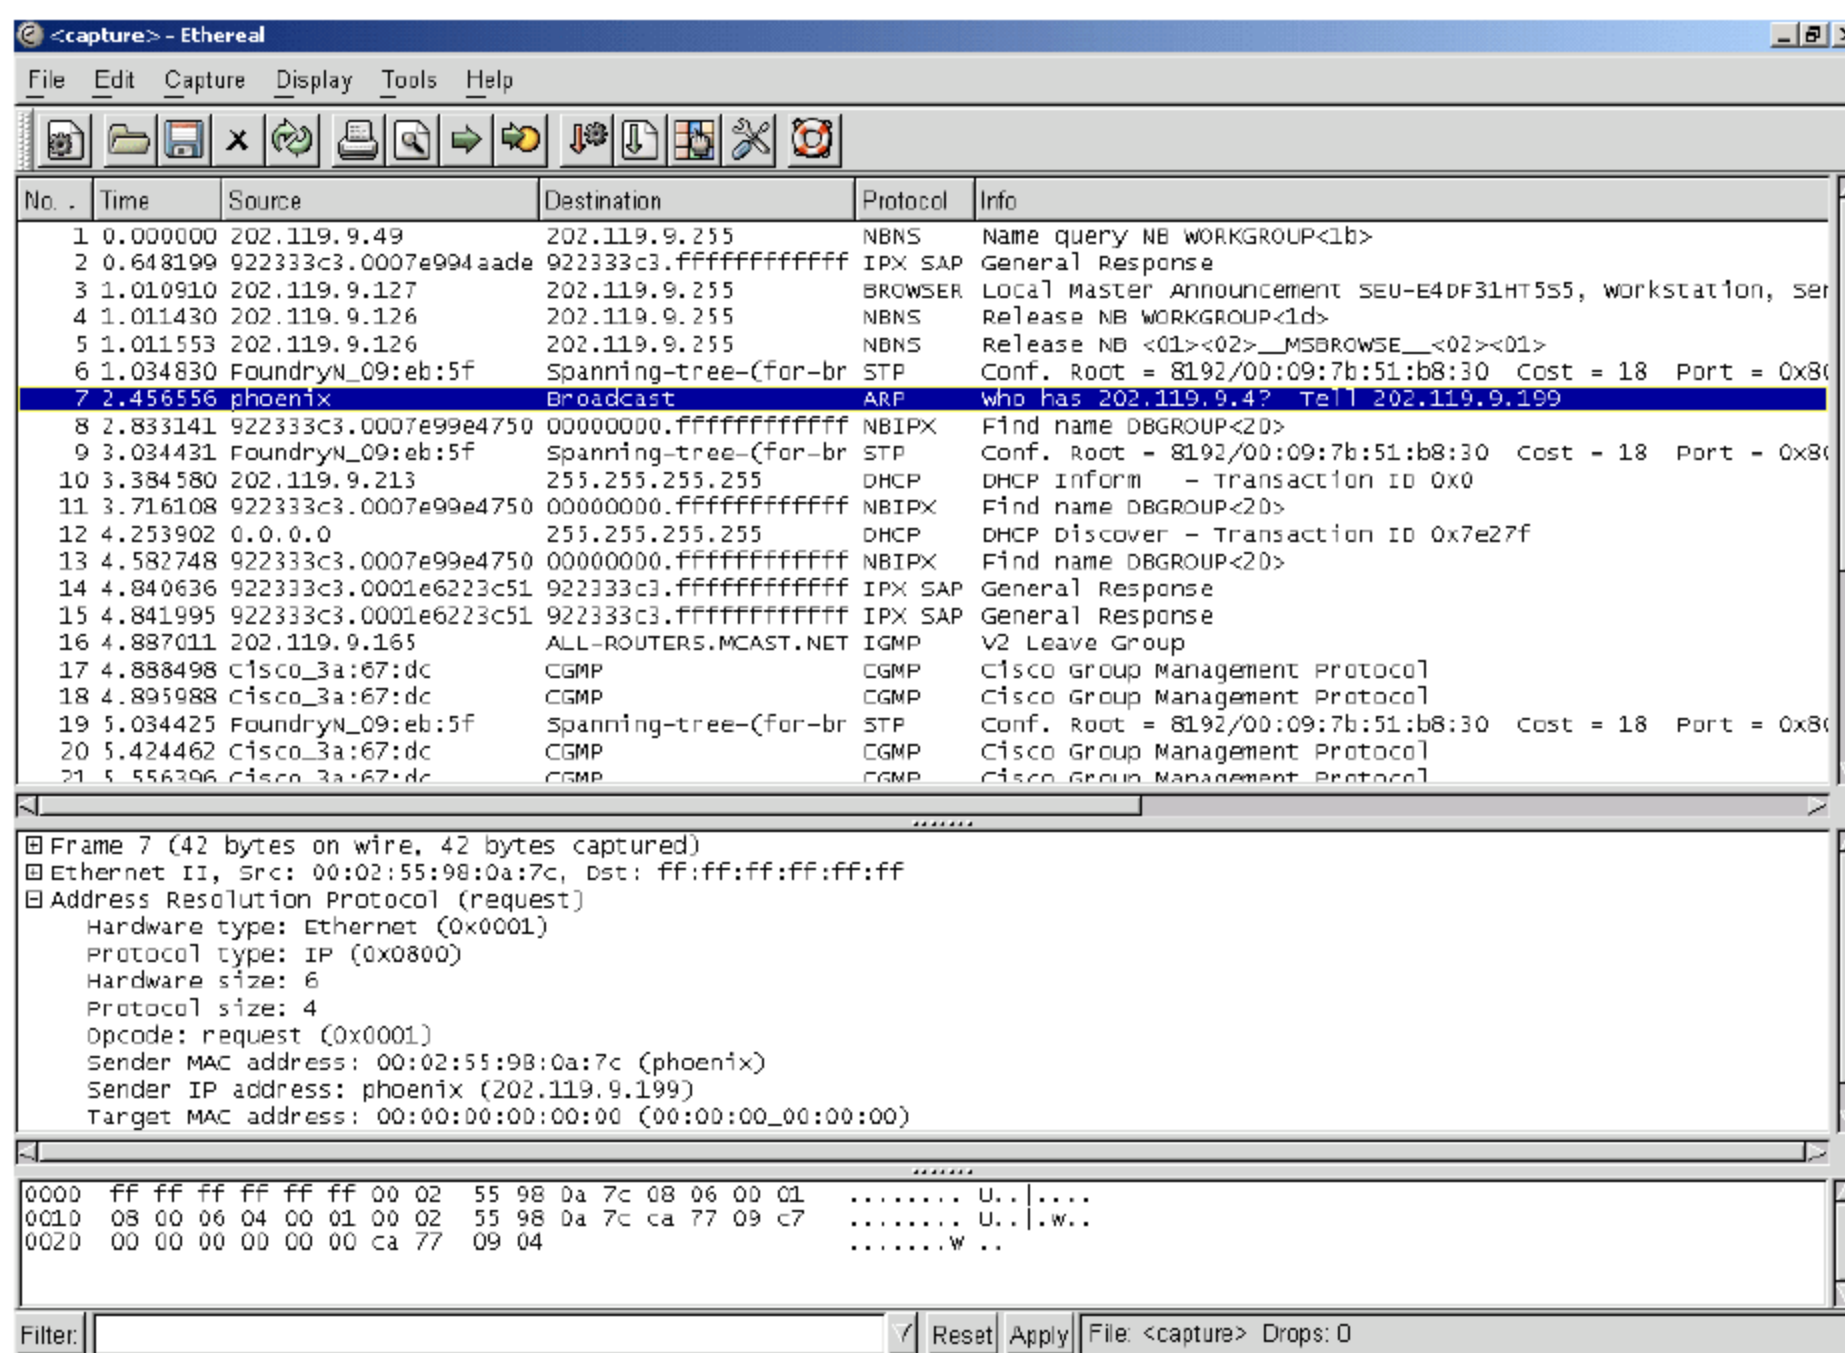 <capture> - Ethereal
File Edit Capture Display Tools Help
No. . Time Source Destination Protocol Info
1 0.000000 202.119.9.49 202.119.9.255 NBNS Name query NB WORKGROUP<1b>
2 0.648199 922333c3.0007e994aade 922333c3.ffffffffffff IPX SAP General Response
3 1.010910 202.119.9.127 202.119.9.255 BROWSER Local Master Announcement SEU-E4DF31HT5S5, Workstation, Ser
4 1.011430 202.119.9.126 202.119.9.255 NBNS Release NB WORKGROUP<1d>
5 1.011553 202.119.9.126 202.119.9.255 NBNS Release NB <01><02>__MSBROWSE__<02><01>
6 1.034830 FoundryN_09:eb:5f Spanning-tree-(for-br STP Conf. Root = 8192/00:09:7b:51:b8:30 Cost = 18 Port = 0x80
7 2.456556 phoenix Broadcast ARP Who has 202.119.9.4? Tell 202.119.9.199
8 2.833141 922333c3.0007e99e4750 00000000.ffffffffffff NBIPX Find name DBGROUP<20>
9 3.034431 FoundryN_09:eb:5f Spanning-tree-(for-br STP Conf. Root = 8192/00:09:7b:51:b8:30 Cost = 18 Port = 0x80
10 3.384580 202.119.9.213 255.255.255.255 DHCP DHCP Inform - Transaction ID 0x0
11 3.716108 922333c3.0007e99e4750 00000000.ffffffffffff NBIPX Find name DBGROUP<20>
12 4.253902 0.0.0.0 255.255.255.255 DHCP DHCP Discover - Transaction ID 0x7e27f
13 4.582748 922333c3.0007e99e4750 00000000.ffffffffffff NBIPX Find name DBGROUP<20>
14 4.840636 922333c3.0001e6223c51 922333c3.ffffffffffff IPX SAP General Response
15 4.841995 922333c3.0001e6223c51 922333c3.ffffffffffff IPX SAP General Response
16 4.887011 202.119.9.165 ALL-ROUTERS.MCAST.NET IGMP V2 Leave Group
17 4.888498 Cisco_3a:67:dc CGMP CGMP Cisco Group Management Protocol
18 4.895988 Cisco_3a:67:dc CGMP CGMP Cisco Group Management Protocol
19 5.034425 FoundryN_09:eb:5f Spanning-tree-(for-br STP Conf. Root = 8192/00:09:7b:51:b8:30 Cost = 18 Port = 0x80
20 5.424462 Cisco_3a:67:dc CGMP CGMP Cisco Group Management Protocol
21 5.556396 Cisco_3a:67:dc CGMP CGMP Cisco Group Management Protocol
Frame 7 (42 bytes on wire, 42 bytes captured)
Ethernet II, Src: 00:02:55:98:0a:7c, Dst: ff:ff:ff:ff:ff:ff
Address Resolution Protocol (request)
Hardware type: Ethernet (0x0001)
Protocol type: IP (0x0800)
Hardware size: 6
Protocol size: 4
Opcode: request (0x0001)
Sender MAC address: 00:02:55:98:0a:7c (phoenix)
Sender IP address: phoenix (202.119.9.199)
Target MAC address: 00:00:00:00:00:00 (00:00:00_00:00:00)
0000 ff ff ff ff ff ff 00 02 55 98 0a 7c 08 06 00 01 ........ U..|....
0010 08 00 06 04 00 01 00 02 55 98 0a 7c ca 77 09 c7 ........ U..|.w..
0020 00 00 00 00 00 00 ca 77 09 04 .......w ..
Filter: Reset Apply File: <capture> Drops: 0